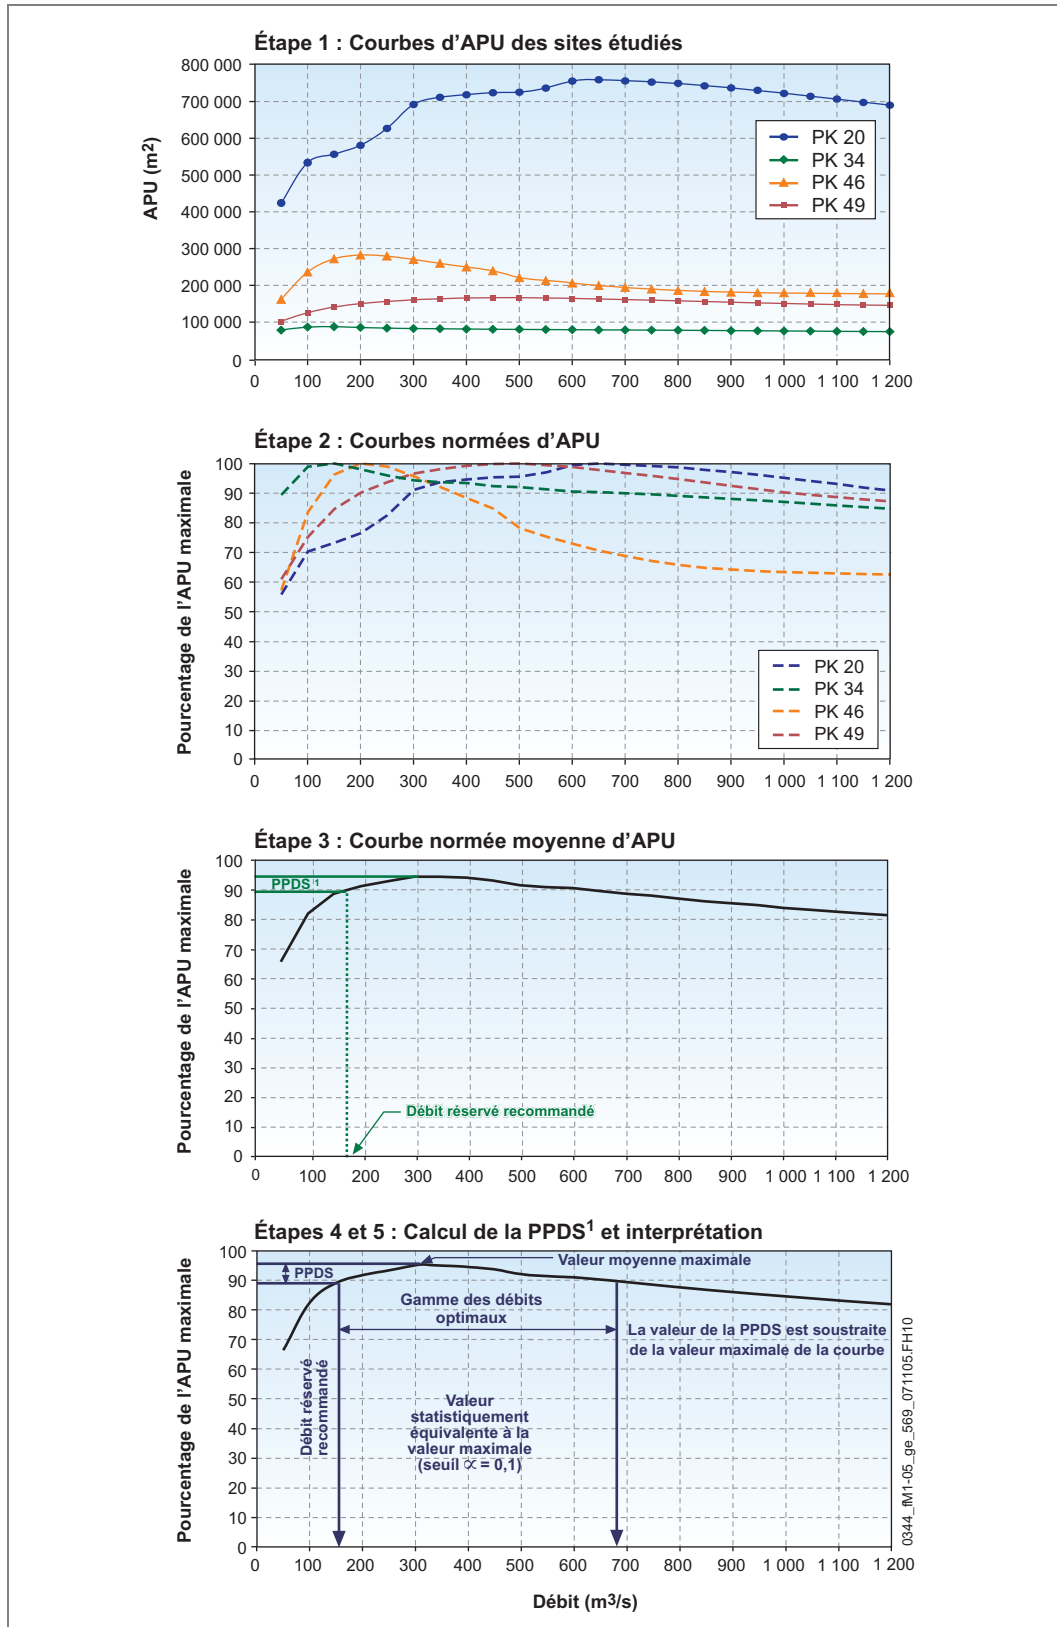 Étape 1 : Courbes d'APU des sites étudiés
APU (m2)
800 000
700 000
600 000
500 000
400 000
300 000
200 000
100 000
0
0 100 200 300 400 500 600 700 800 900 1 000 1 100 1 200
PK 20
PK 34
PK 46
PK 49
Étape 2 : Courbes normées d'APU
Pourcentage de l'APU maximale
100
90
80
70
60
50
40
30
20
10
0
0 100 200 300 400 500 600 700 800 900 1 000 1 100 1 200
PK 20
PK 34
PK 46
PK 49
Étape 3 : Courbe normée moyenne d'APU
Pourcentage de l'APU maximale
100
90
80
70
60
50
40
30
20
10
0
PPDS 1
Débit réservé recommandé
0 100 200 300 400 500 600 700 800 900 1 000 1 100 1 200
Étapes 4 et 5 : Calcul de la PPDS1 et interprétation
Pourcentage de l'APU maximale
100
90
80
70
60
50
40
30
20
10
0
PPDS
Valeur moyenne maximale
Gamme des débits
optimaux
La valeur de la PPDS est soustraite
de la valeur maximale de la courbe
Débit réservé
recommandé
Valeur
statistiquement
équivalente à la
valeur maximale
(seuil ∝ = 0,1)
0 100 200 300 400 500 600 700 800 900 1 000 1 100 1 200
Débit (m3/s)
0344_fM1-05_ge_569_071105.FH10